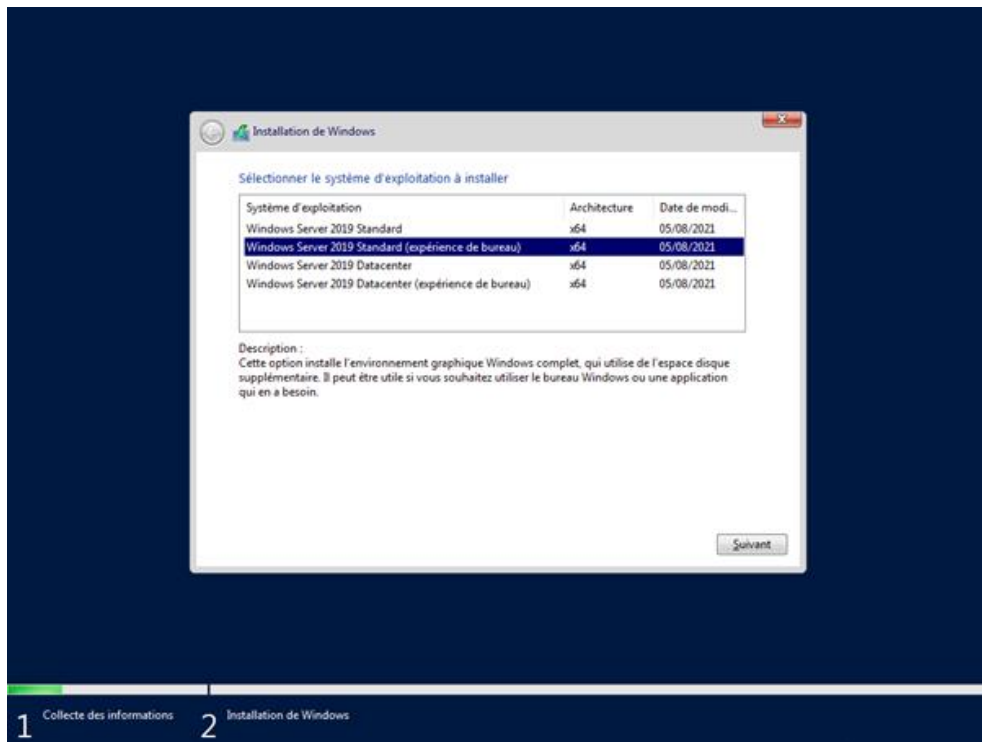 Installation de Windows
Sélectionner le système d'exploitation à installer
Système d'exploitation Architecture Date de modi...
Windows Server 2019 Standard x64 05/08/2021
Windows Server 2019 Standard (expérience de bureau) x64 05/08/2021
Windows Server 2019 Datacenter x64 05/08/2021
Windows Server 2019 Datacenter (expérience de bureau) x64 05/08/2021
Description :
Cette option installe l'environnement graphique Windows complet, qui utilise de l'espace disque
supplémentaire. Il peut être utile si vous souhaitez utiliser le bureau Windows ou une application
qui en a besoin.
Suivant
1 Collecte des informations 2 Installation de Windows